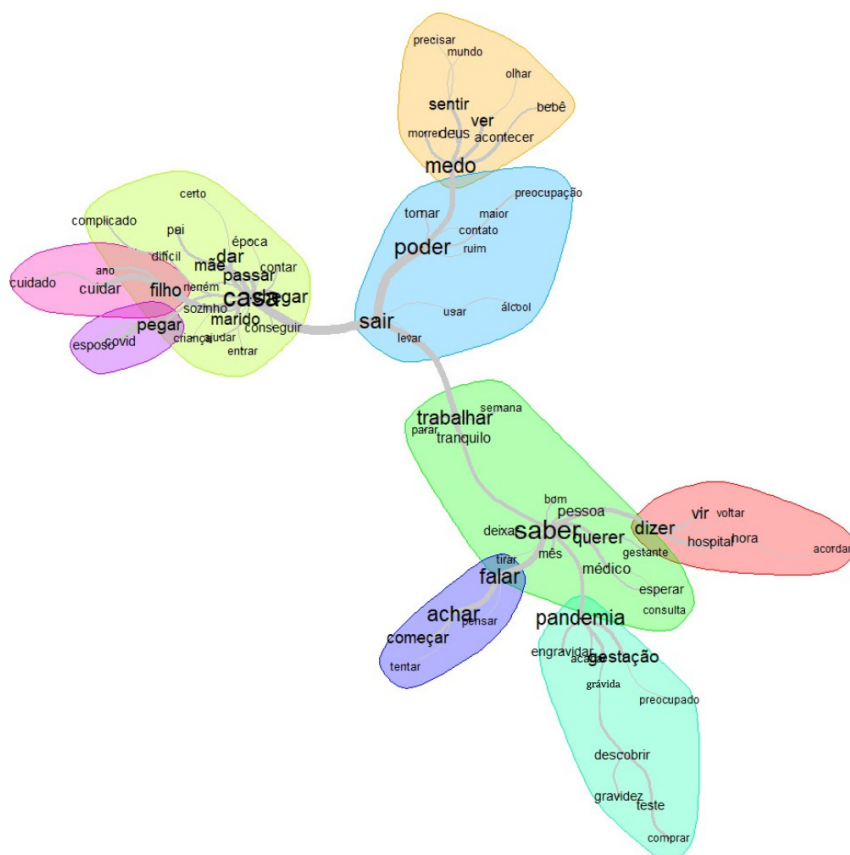 precisar
mundo
olhar
sentir
bebê
ver
morrer
deus
acontecer
medo
certo
preocupação
tornar
maior
complicado
pai
contato
época
poder
ruim
difícil
dar
mãe
contar
ano
passar
cuidado
cuidar
filho
neném
casa
chegar
sozinho
usar
álcool
pegar
marido
conseguir
sair
esposo
covid
criança
ajudar
levar
entrar
trabalhar
semana
parar
tranquilo
bom
pessoa
vir
voltar
deixar
saber
querer
dizer
hospital
hora
mês
gestante
acordar
tirar
médico
falar
esperar
achar
consulta
pensar
pandemia
começar
engravidar
gestação
tentar
grávida
preocupado
descobrir
gravidez
teste
comprar